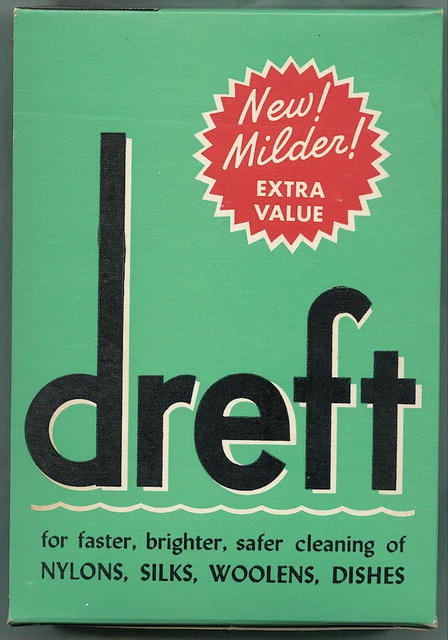 New!
Milder!
EXTRA
VALUE
dreft
for faster, brighter, safer cleaning of
NYLONS, SILKS, WOOLENS, DISHES